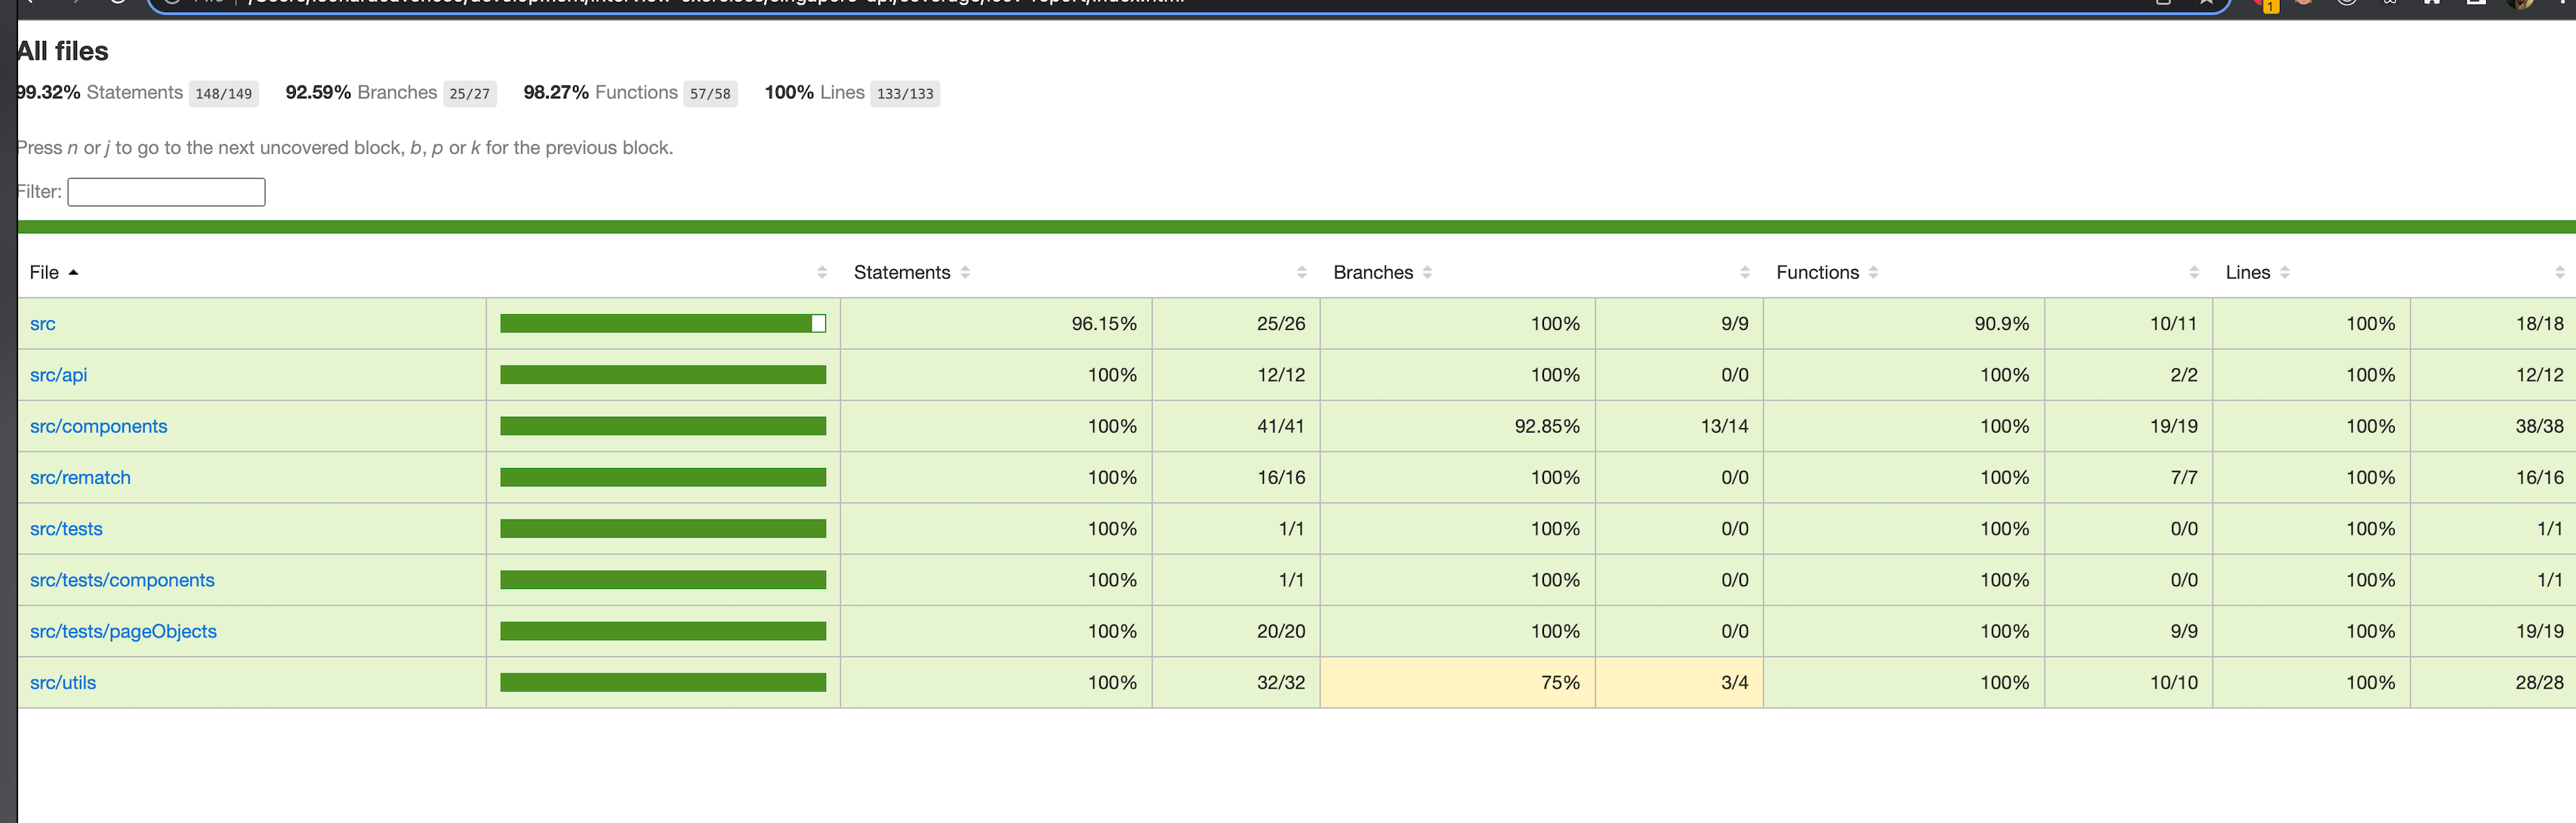 All files
99.32% Statements 148/149 92.59% Branches 25/27 98.27% Functions 57/58 100% Lines 133/133
Press n or j to go to the next uncovered block, b, p or k for the previous block.
Filter:
File Statements Branches Functions Lines
src 96.15% 25/26 100% 9/9 90.9% 10/11 100% 18/18
src/api 100% 12/12 100% 0/0 100% 2/2 100% 12/12
src/components 100% 41/41 92.85% 13/14 100% 19/19 100% 38/38
src/rematch 100% 16/16 100% 0/0 100% 7/7 100% 16/16
src/tests 100% 1/1 100% 0/0 100% 0/0 100% 1/1
src/tests/components 100% 1/1 100% 0/0 100% 0/0 100% 1/1
src/tests/pageObjects 100% 20/20 100% 0/0 100% 9/9 100% 19/19
src/utils 100% 32/32 75% 3/4 100% 10/10 100% 28/28